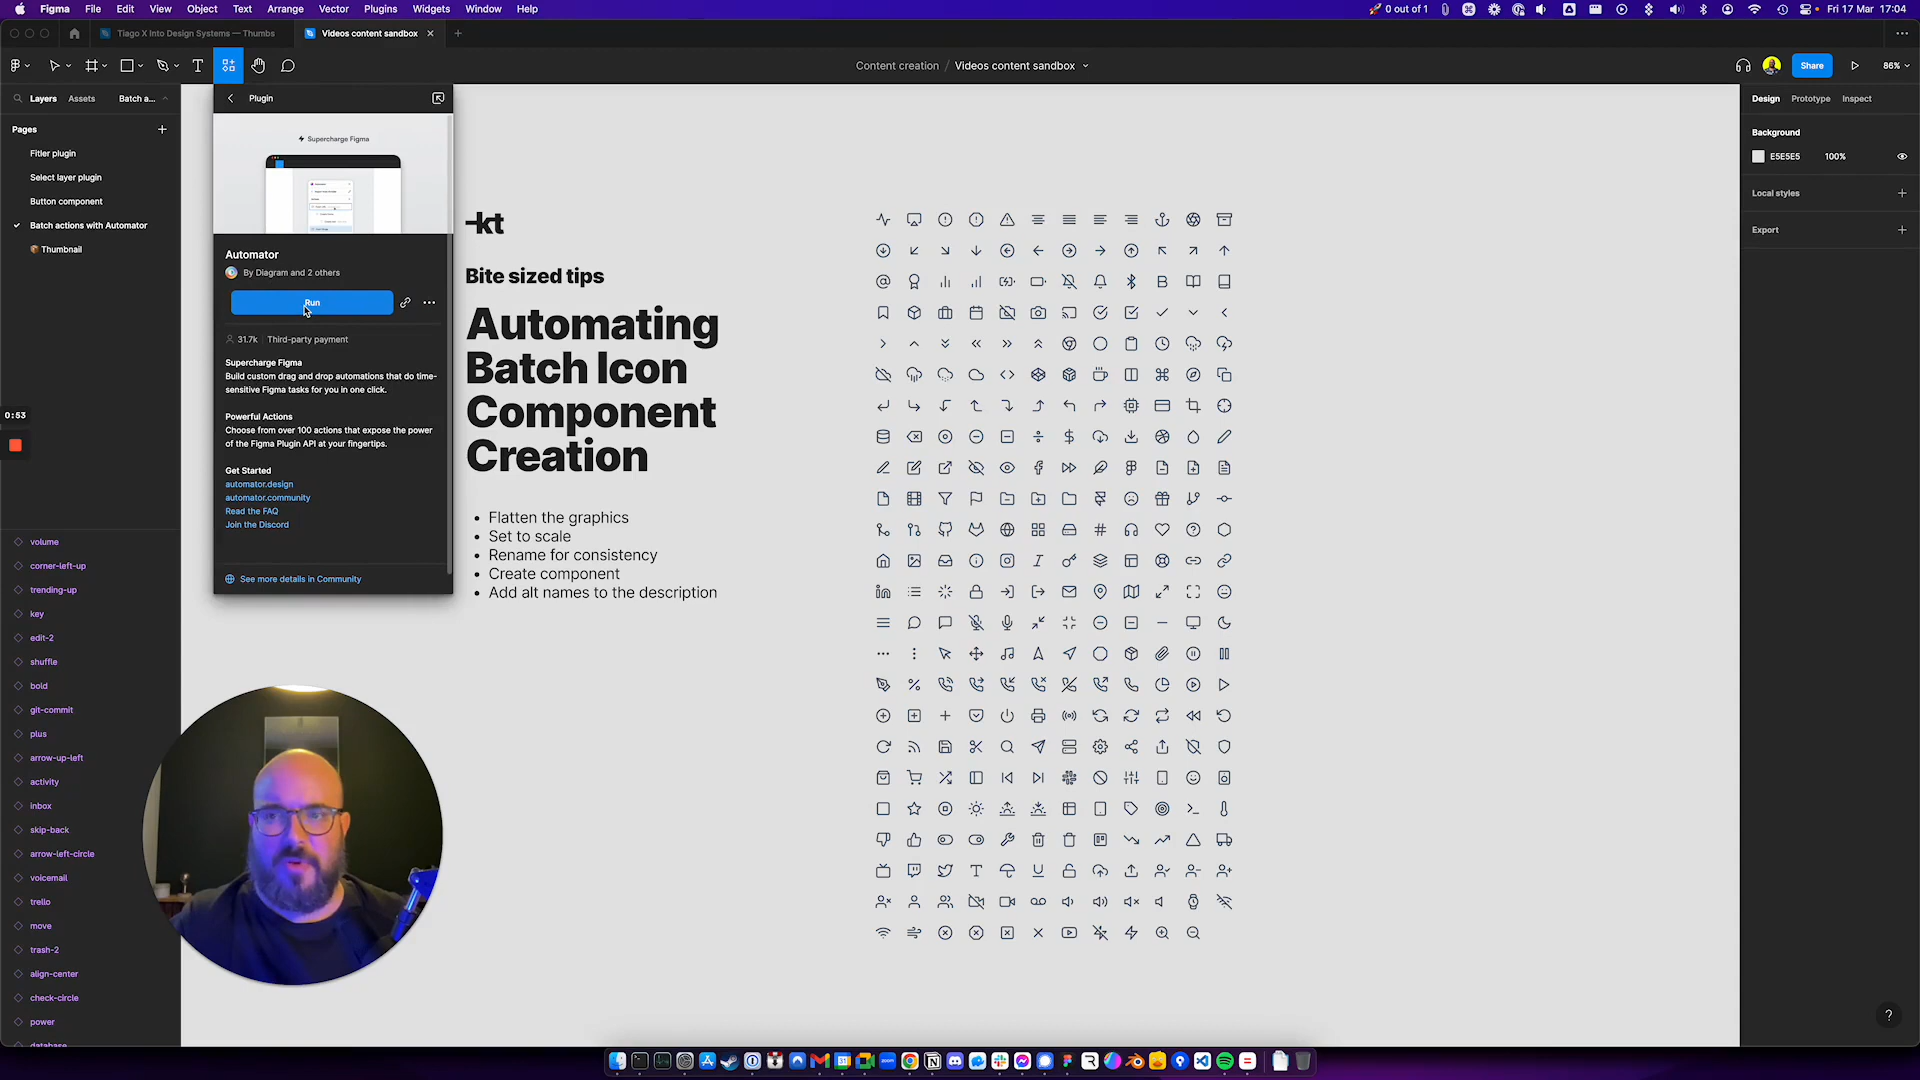 Figma File Edit View Object Text Arrange Vector Plugins Widgets Window Help
0 out of 1
Fri 17 Mar 17:04
Tiago X Into Design Systems — Thumbs
Videos content sandbox
Content creation / Videos content sandbox
Share
86%
Layers Assets Batch a...
Pages
Fitler plugin
Select layer plugin
Button component
Batch actions with Automator
Thumbnail
0:53
volume
corner-left-up
trending-up
key
edit-2
shuffle
bold
git-commit
plus
arrow-up-left
activity
inbox
skip-back
arrow-left-circle
voicemail
trello
move
trash-2
align-center
check-circle
power
database
Plugin
Supercharge Figma
Automator
By Diagram and 2 others
Run
31.7k Third-party payment
Supercharge Figma
Build custom drag and drop automations that do time-
sensitive Figma tasks for you in one click.
Powerful Actions
Choose from over 100 actions that expose the power
of the Figma Plugin API at your fingertips.
Get Started
automator.design
automator.community
Read the FAQ
Join the Discord
See more details in Community
-kt
Bite sized tips
Automating
Batch Icon
Component
Creation
• Flatten the graphics
• Set to scale
• Rename for consistency
• Create component
• Add alt names to the description
Design Prototype Inspect
Background
E5E5E5 100%
Local styles
Export
?